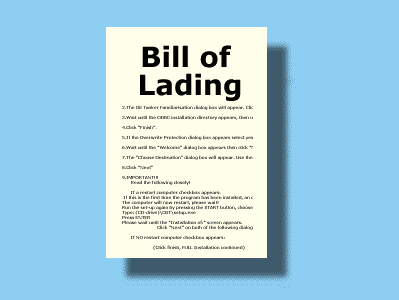 Bill of
Lading
2.The DE Tanker Familiarisation dialog box will appear. Clic
3.Wait until the ODBC installation directory appears, then u
4.Click "Finish".
5.If the Overwrite Protection dialog box appears select yes
6.Wait until the "Welcome" dialog box appears then click "N
7.The "Choose Destination" dialog box will appear. Use the
8.Click "Next"
9.IMPORTANT!!!
Read the following closely!
If a restart computer checkbox appears:
If this is the first time the program has been installed, an c
The computer will now restart, please wait!
Run the set-up again by pressing the START button, choose
Type: (CD-drive)\CBT\setup.exe
Press ENTER
Please wait until the "Installation of:" screen appears.
Click "Next" on both of the following dialog
If NO restart computer checkbox appears:
(Click finish, FULL Installation continued)